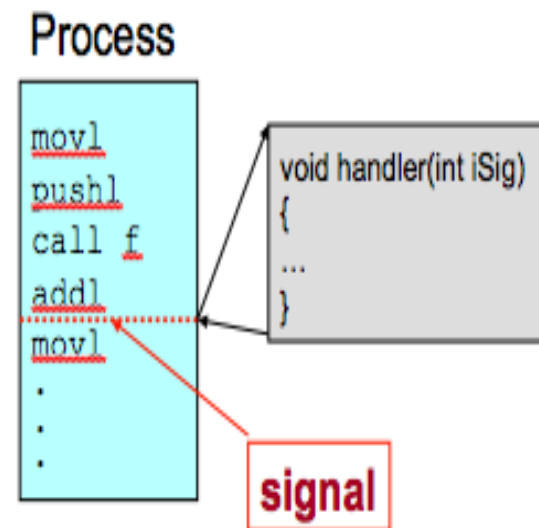 Process
movl
pushl
call f
addl
movl
.
.
.
void handler(int iSig)
{
...
}
signal